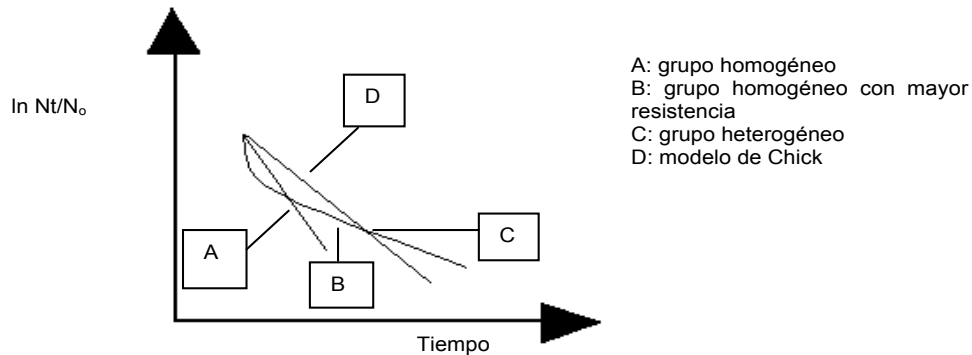 ln Nt/No
D
A
B
C
Tiempo
A: grupo homogéneo
B: grupo homogéneo con mayor
resistencia
C: grupo heterogéneo
D: modelo de Chick